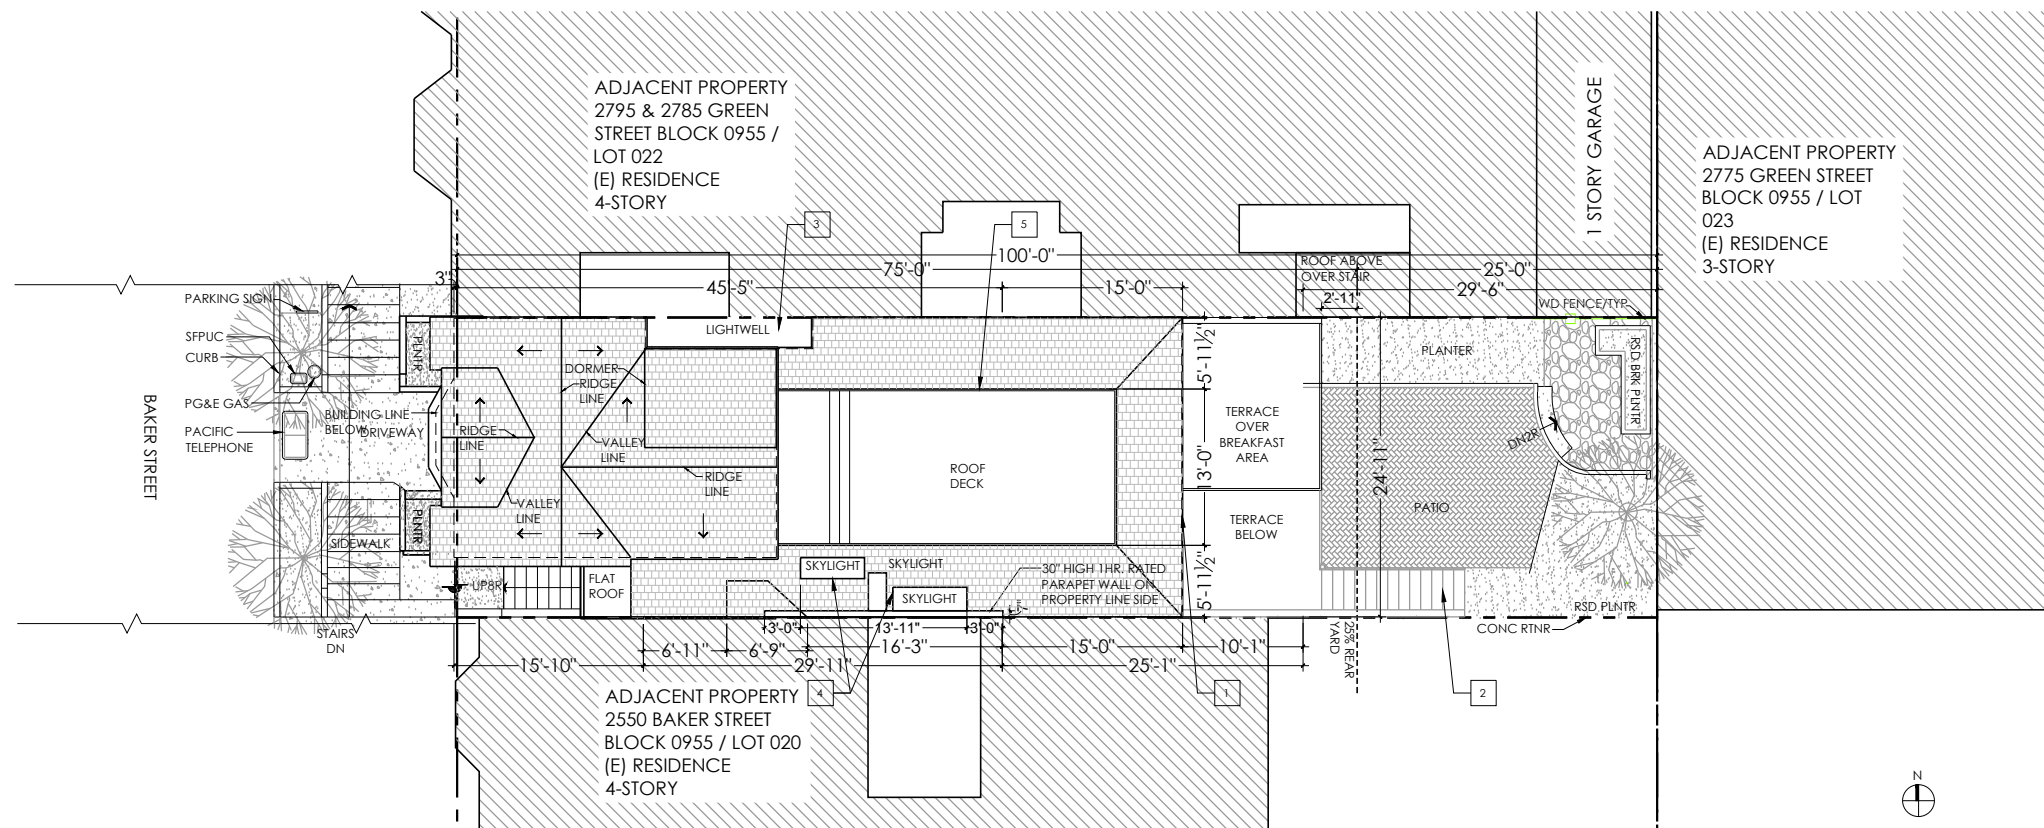 ADJACENT PROPERTY
2795 & 2785 GREEN
STREET BLOCK 0955 /
LOT 022
(E) RESIDENCE
4-STORY
1 STORY GARAGE
ADJACENT PROPERTY
2775 GREEN STREET
BLOCK 0955 / LOT
023
(E) RESIDENCE
3-STORY
3
5
100'-0"
75'-0"
25'-0"
3"
45'-5"
15'-0"
29'-6"
ROOF ABOVE
OVER STAIR
2'-11"
WD FENCE/TYP.
PARKING SIGN
SFPUC
CURB
PG&E GAS
PACIFIC
TELEPHONE
BAKER STREET
BUILDING LINE
BELOW
DRIVEWAY
SIDEWALK
STAIRS
DN
PLNTR
PLNTR
UP8R
RIDGE
LINE
VALLEY
LINE
DORMER
RIDGE
LINE
VALLEY
LINE
RIDGE
LINE
LIGHTWELL
FLAT
ROOF
ROOF
DECK
SKYLIGHT
SKYLIGHT
SKYLIGHT
30" HIGH 1HR. RATED
PARAPET WALL ON
PROPERTY LINE SIDE
5'-11 1/2"
13'-0"
5'-11 1/2"
TERRACE
OVER
BREAKFAST
AREA
TERRACE
BELOW
24'-11"
PLANTER
PATIO
DN2R
RSD BRK PLNTR
RSD PLNTR
CONC RTNR
3'-0"
13'-11"
3'-0"
6'-11"
6'-9"
16'-3"
15'-0"
10'-1"
15'-10"
29'-11"
25'-1"
25% REAR
YARD
4
1
2
ADJACENT PROPERTY
2550 BAKER STREET
BLOCK 0955 / LOT 020
(E) RESIDENCE
4-STORY
N